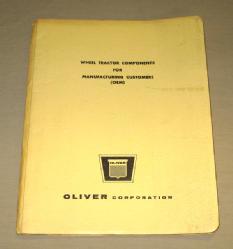 WHEEL TRACTOR COMPONENTS
FOR
MANUFACTURING CUSTOMERS
(OEM)
OLIVER
OLIVER CORPORATION